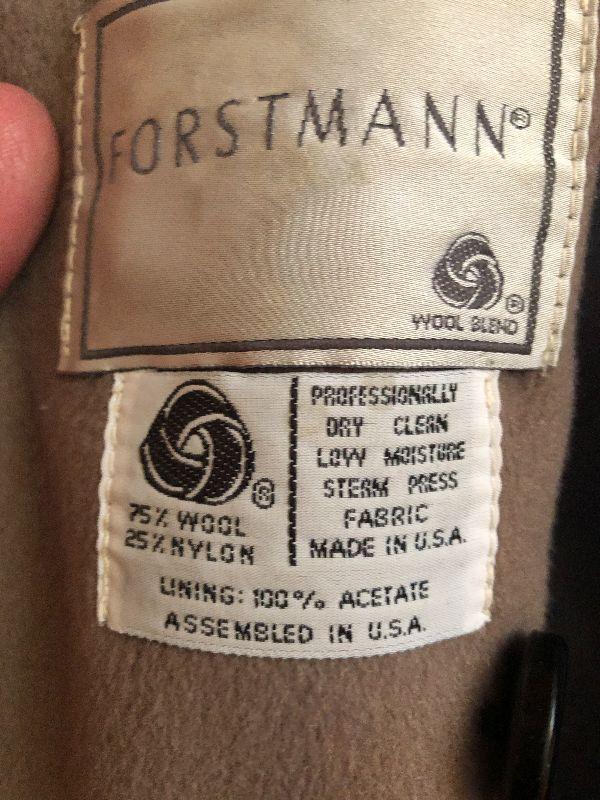 FORSTMANN®
®
WOOL BLEND
®
75% WOOL
25% NYLON
PROFESSIONALLY
DRY CLEAN
LOW MOISTURE
STEAM PRESS
FABRIC
MADE IN U.S.A.
LINING: 100% ACETATE
ASSEMBLED IN U.S.A.